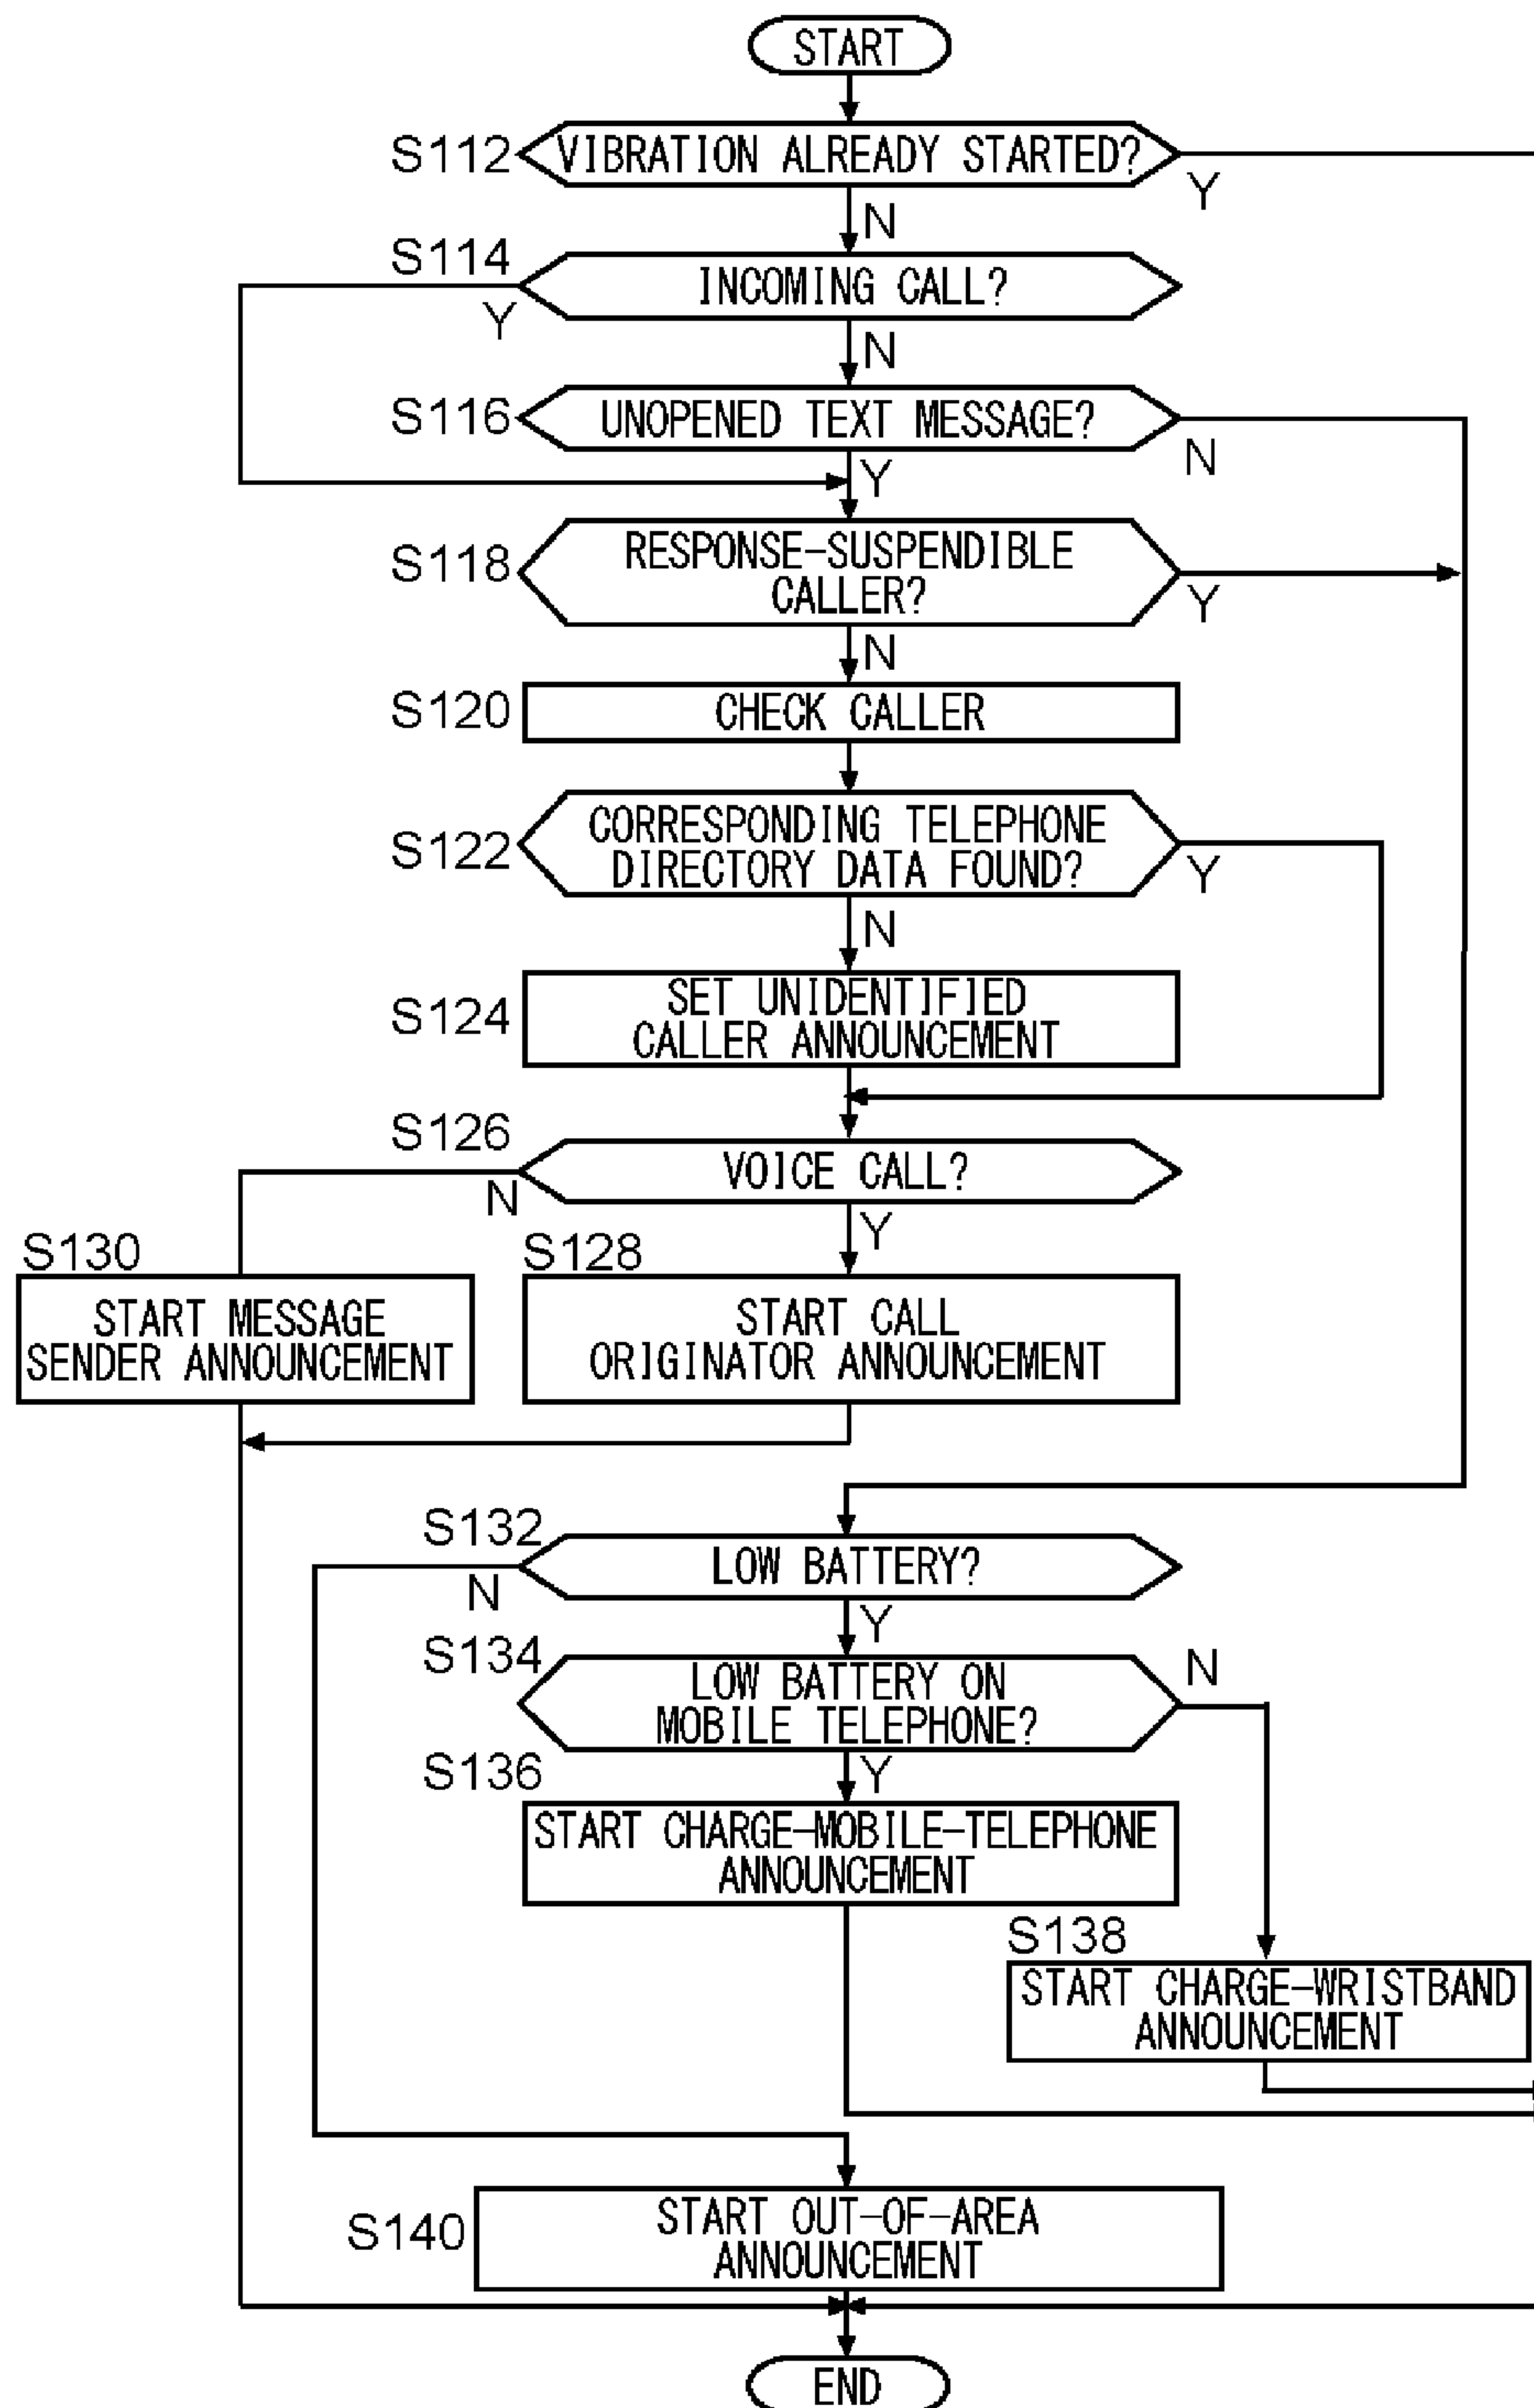 START
S112
VIBRATION ALREADY STARTED?
Y
N
S114
INCOMING CALL?
Y
N
S116
UNOPENED TEXT MESSAGE?
N
Y
S118
RESPONSE-SUSPENDIBLE
CALLER?
Y
N
S120
CHECK CALLER
S122
CORRESPONDING TELEPHONE
DIRECTORY DATA FOUND?
Y
N
S124
SET UNIDENTIFIED
CALLER ANNOUNCEMENT
S126
VOICE CALL?
N
Y
S130
START MESSAGE
SENDER ANNOUNCEMENT
S128
START CALL
ORIGINATOR ANNOUNCEMENT
S132
LOW BATTERY?
N
Y
S134
LOW BATTERY ON
MOBILE TELEPHONE?
N
Y
S136
START CHARGE-MOBILE-TELEPHONE
ANNOUNCEMENT
S138
START CHARGE-WRISTBAND
ANNOUNCEMENT
S140
START OUT-OF-AREA
ANNOUNCEMENT
END